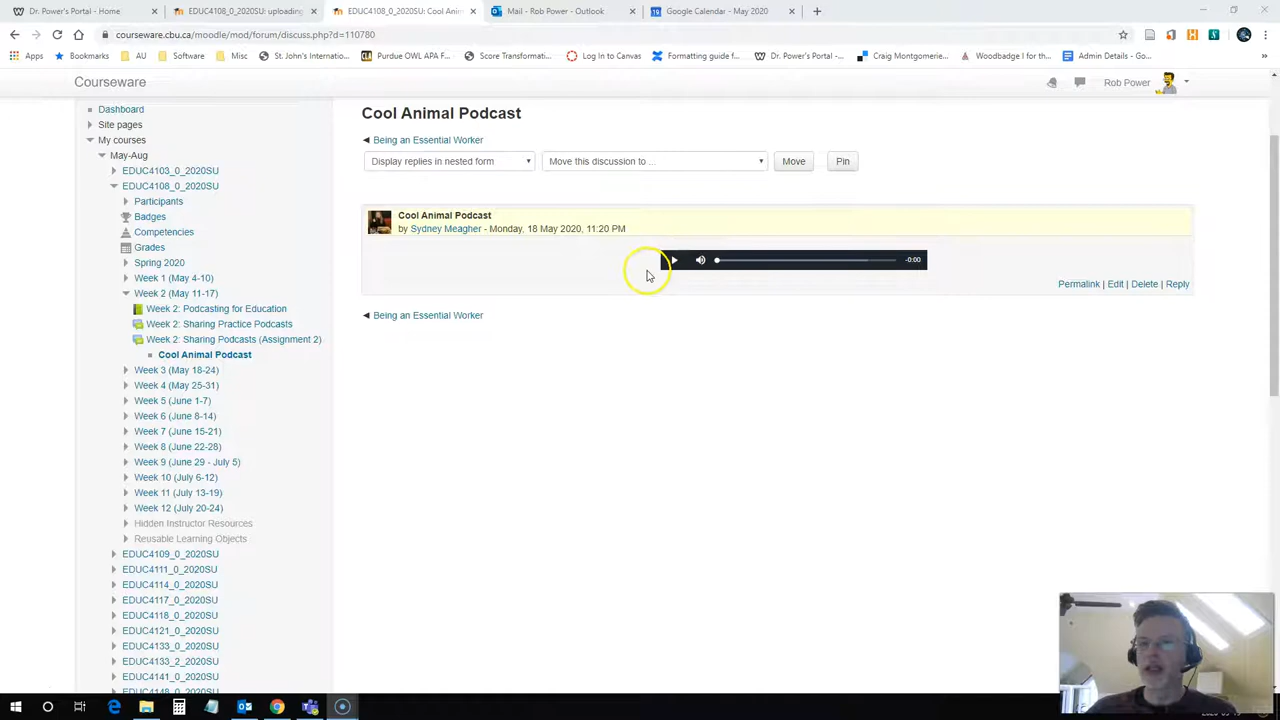 Dr. Power's Portal - Home
EDUC4108_0_2020SU: uploading
EDUC4108_0_2020SU: Cool Anim
Mail - Rob Power - Outlook
Google Calendar - May 2020
courseware.cbu.ca/moodle/mod/forum/discuss.php?d=110780
Apps
Bookmarks
AU
Software
Misc
St. John's Internatio...
Purdue OWL APA F...
Score Transformati...
Log In to Canvas
Formatting guide f...
Dr. Power's Portal -...
Craig Montgomerie...
Woodbadge I for th...
Admin Details - Go...
Courseware
Rob Power
Dashboard
Site pages
My courses
May-Aug
EDUC4103_0_2020SU
EDUC4108_0_2020SU
Participants
Badges
Competencies
Grades
Spring 2020
Week 1 (May 4-10)
Week 2 (May 11-17)
Week 2: Podcasting for Education
Week 2: Sharing Practice Podcasts
Week 2: Sharing Podcasts (Assignment 2)
Cool Animal Podcast
Week 3 (May 18-24)
Week 4 (May 25-31)
Week 5 (June 1-7)
Week 6 (June 8-14)
Week 7 (June 15-21)
Week 8 (June 22-28)
Week 9 (June 29 - July 5)
Week 10 (July 6-12)
Week 11 (July 13-19)
Week 12 (July 20-24)
Hidden Instructor Resources
Reusable Learning Objects
EDUC4109_0_2020SU
EDUC4111_0_2020SU
EDUC4114_0_2020SU
EDUC4117_0_2020SU
EDUC4118_0_2020SU
EDUC4121_0_2020SU
EDUC4133_0_2020SU
EDUC4133_2_2020SU
EDUC4141_0_2020SU
EDUC4148_0_2020SU
Cool Animal Podcast
◄ Being an Essential Worker
Display replies in nested form
Move this discussion to ...
Move
Pin
Cool Animal Podcast
by Sydney Meagher - Monday, 18 May 2020, 11:20 PM
-0:00
Permalink | Edit | Delete | Reply
◄ Being an Essential Worker